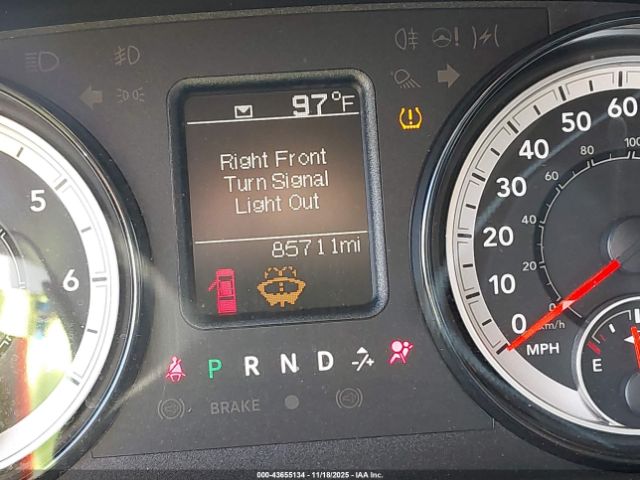 97°F
Right Front
Turn Signal
Light Out
85711mi
5
6
P R N D
BRAKE
0
10
20
30
40
50
60
0
20
40
60
80
100
km/h
MPH
E
000-43655134 - 11/18/2025 - IAA Inc.